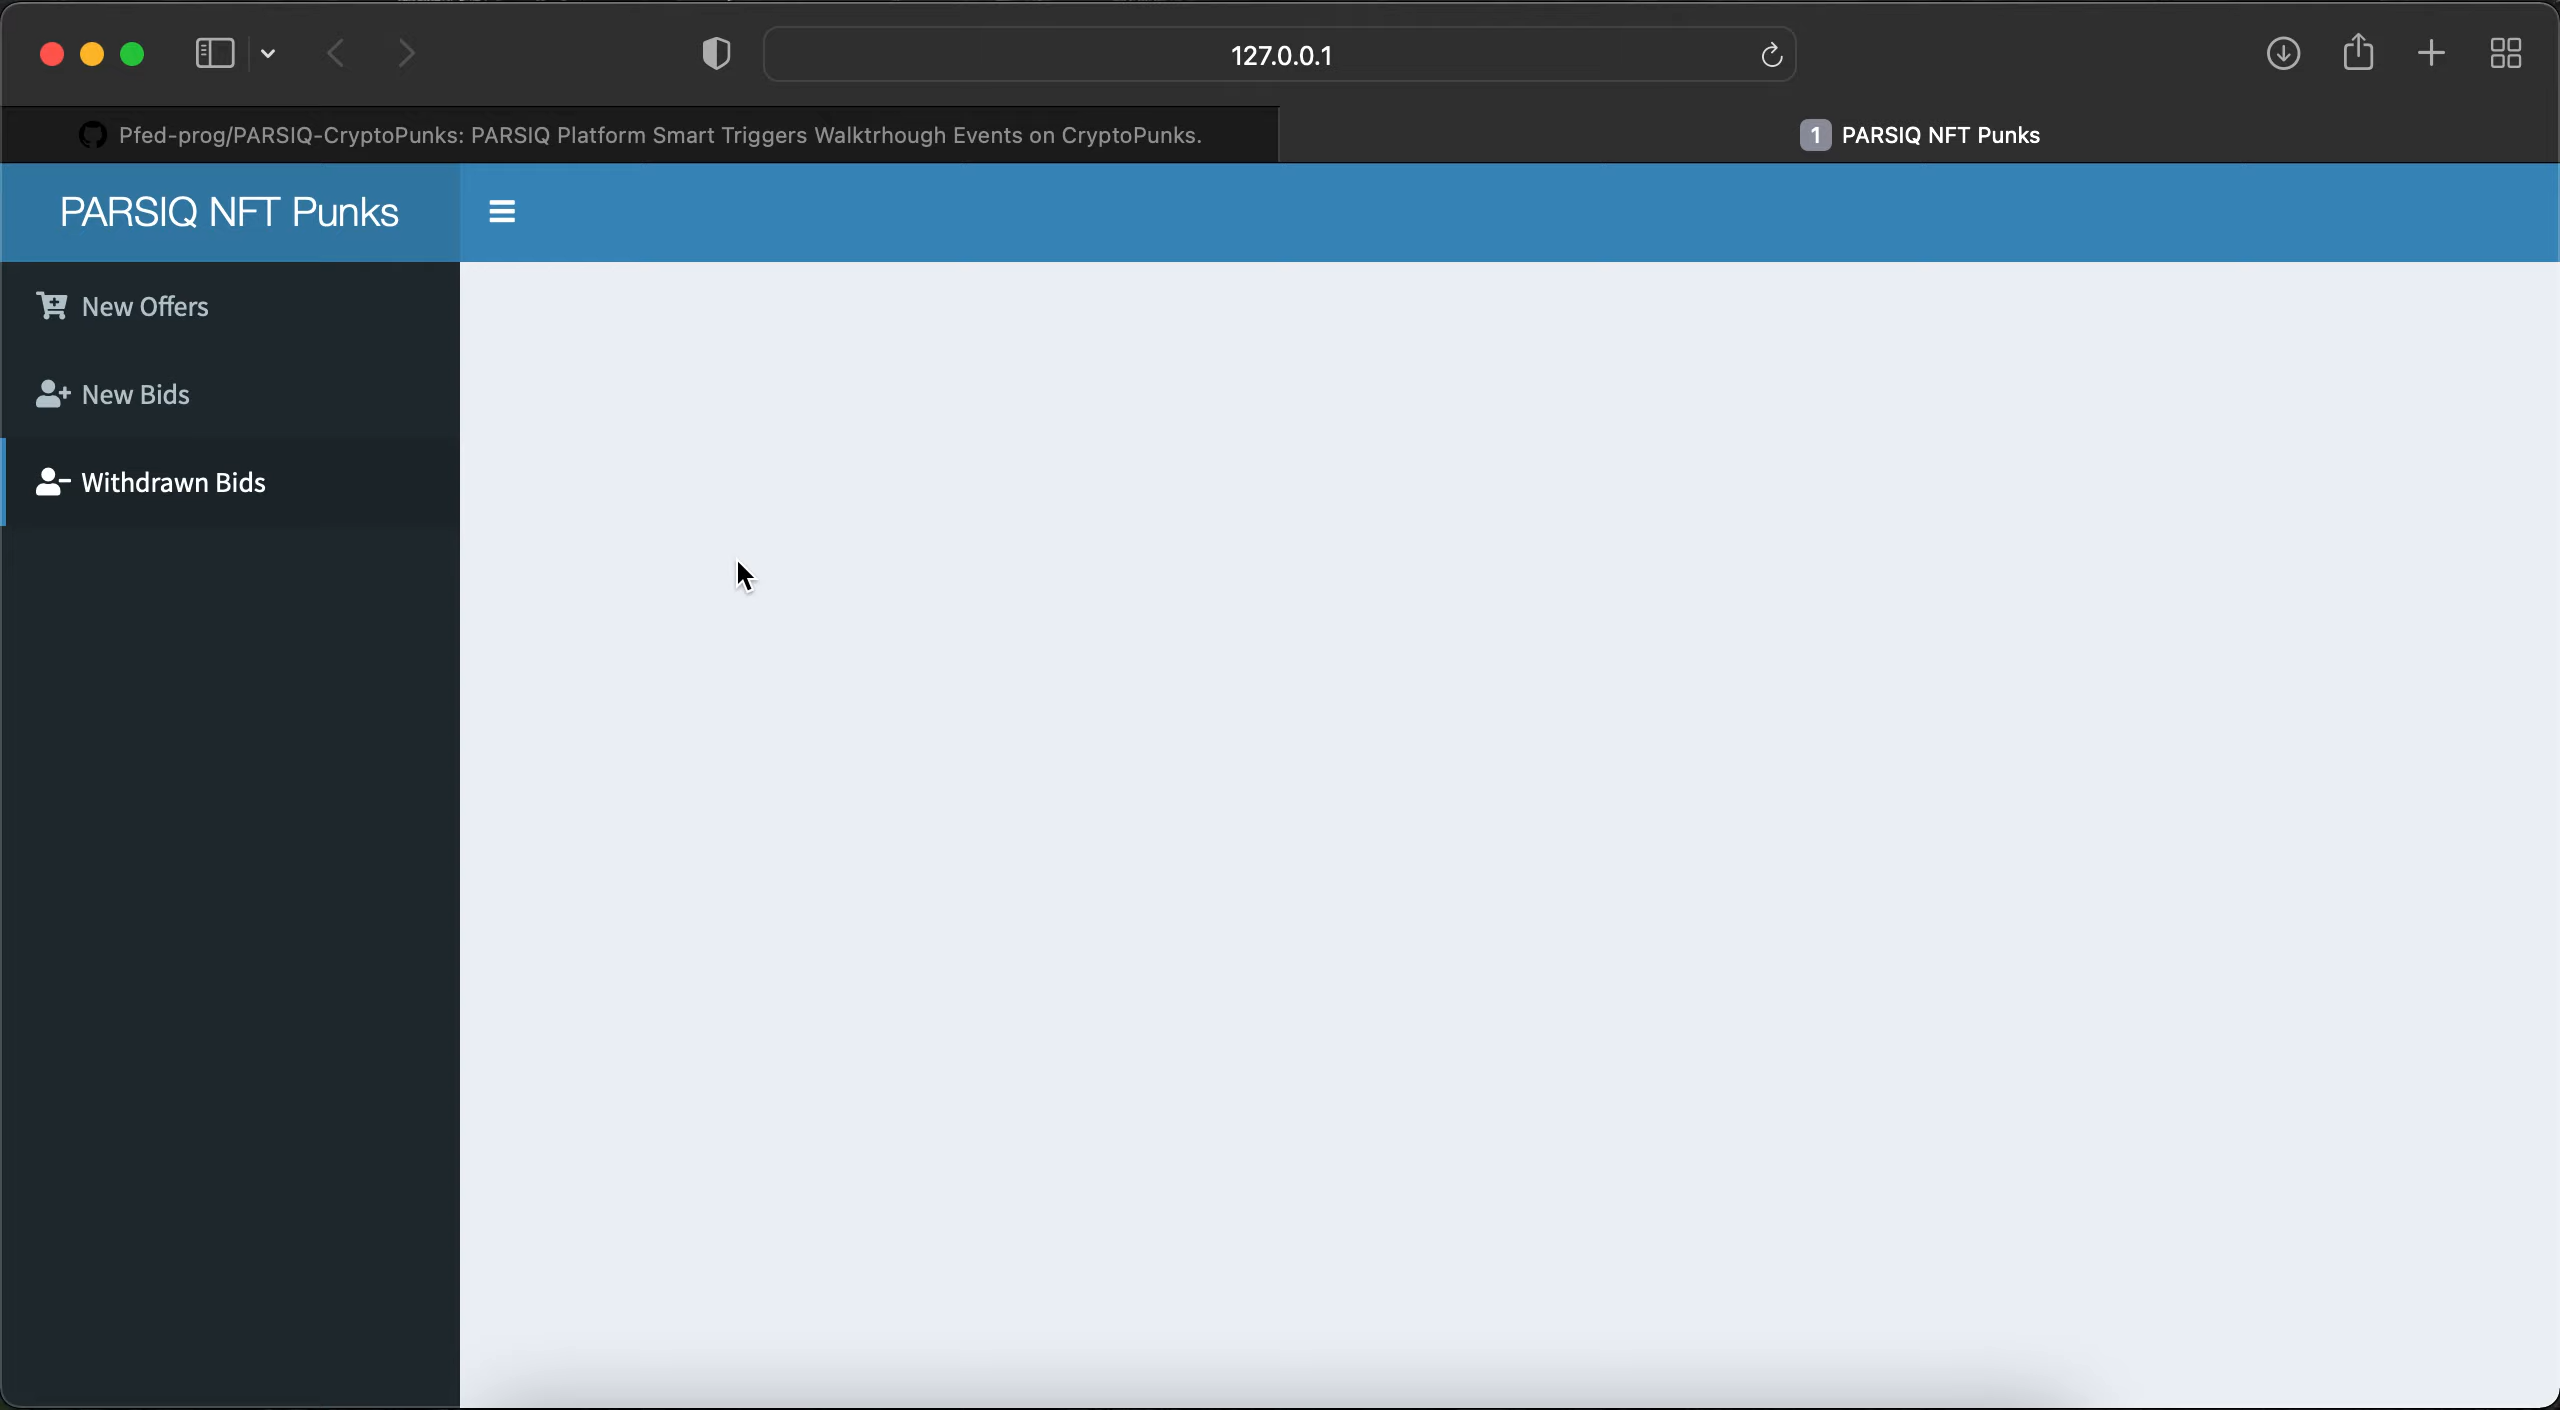 127.0.0.1
Pfed-prog/PARSIQ-CryptoPunks: PARSIQ Platform Smart Triggers Walktrhough Events on CryptoPunks.
1 PARSIQ NFT Punks
PARSIQ NFT Punks
New Offers
New Bids
Withdrawn Bids